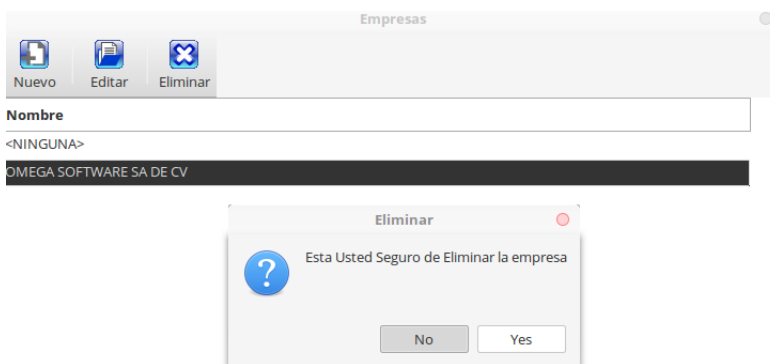 Empresas
Nuevo Editar Eliminar
Nombre
<NINGUNA>
OMEGA SOFTWARE SA DE CV
Eliminar
Esta Usted Seguro de Eliminar la empresa
No Yes